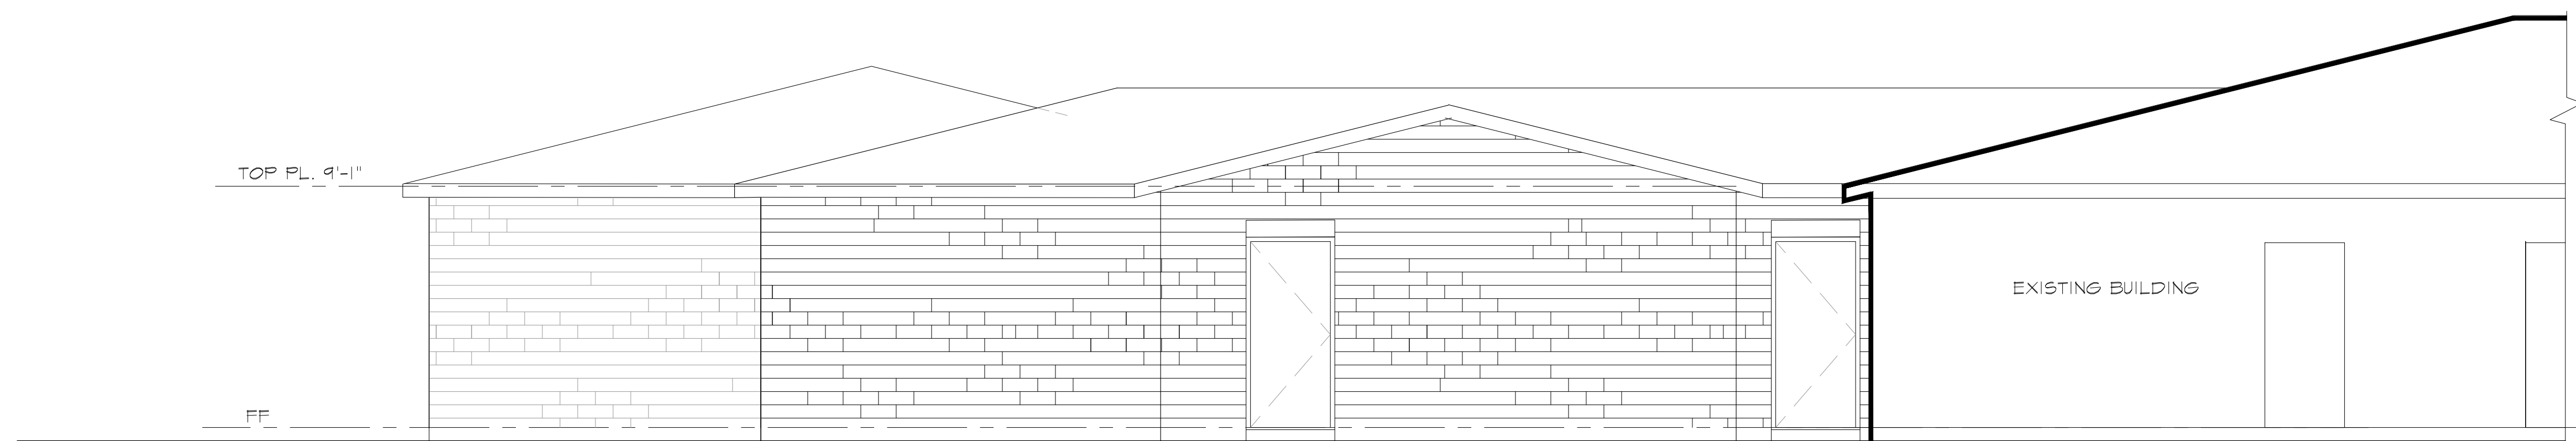 TOP PL. 9'-1"
EXISTING BUILDING
FF